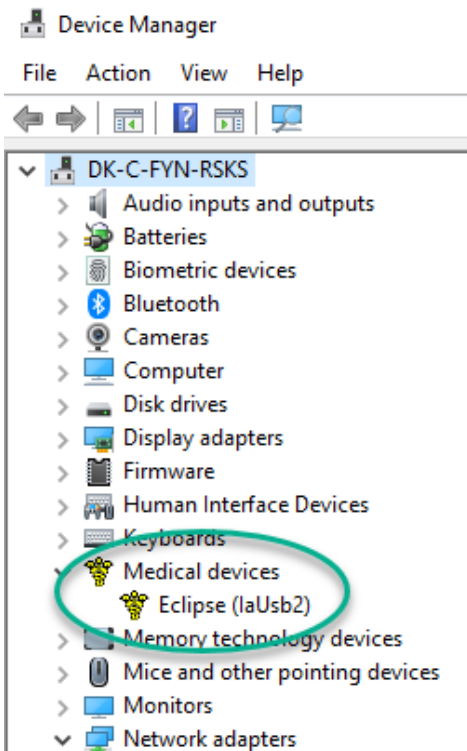 Device Manager
File Action View Help
DK-C-FYN-RSKS
Audio inputs and outputs
Batteries
Biometric devices
Bluetooth
Cameras
Computer
Disk drives
Display adapters
Firmware
Human Interface Devices
Keyboards
Medical devices
Eclipse (IaUsb2)
Memory technology devices
Mice and other pointing devices
Monitors
Network adapters